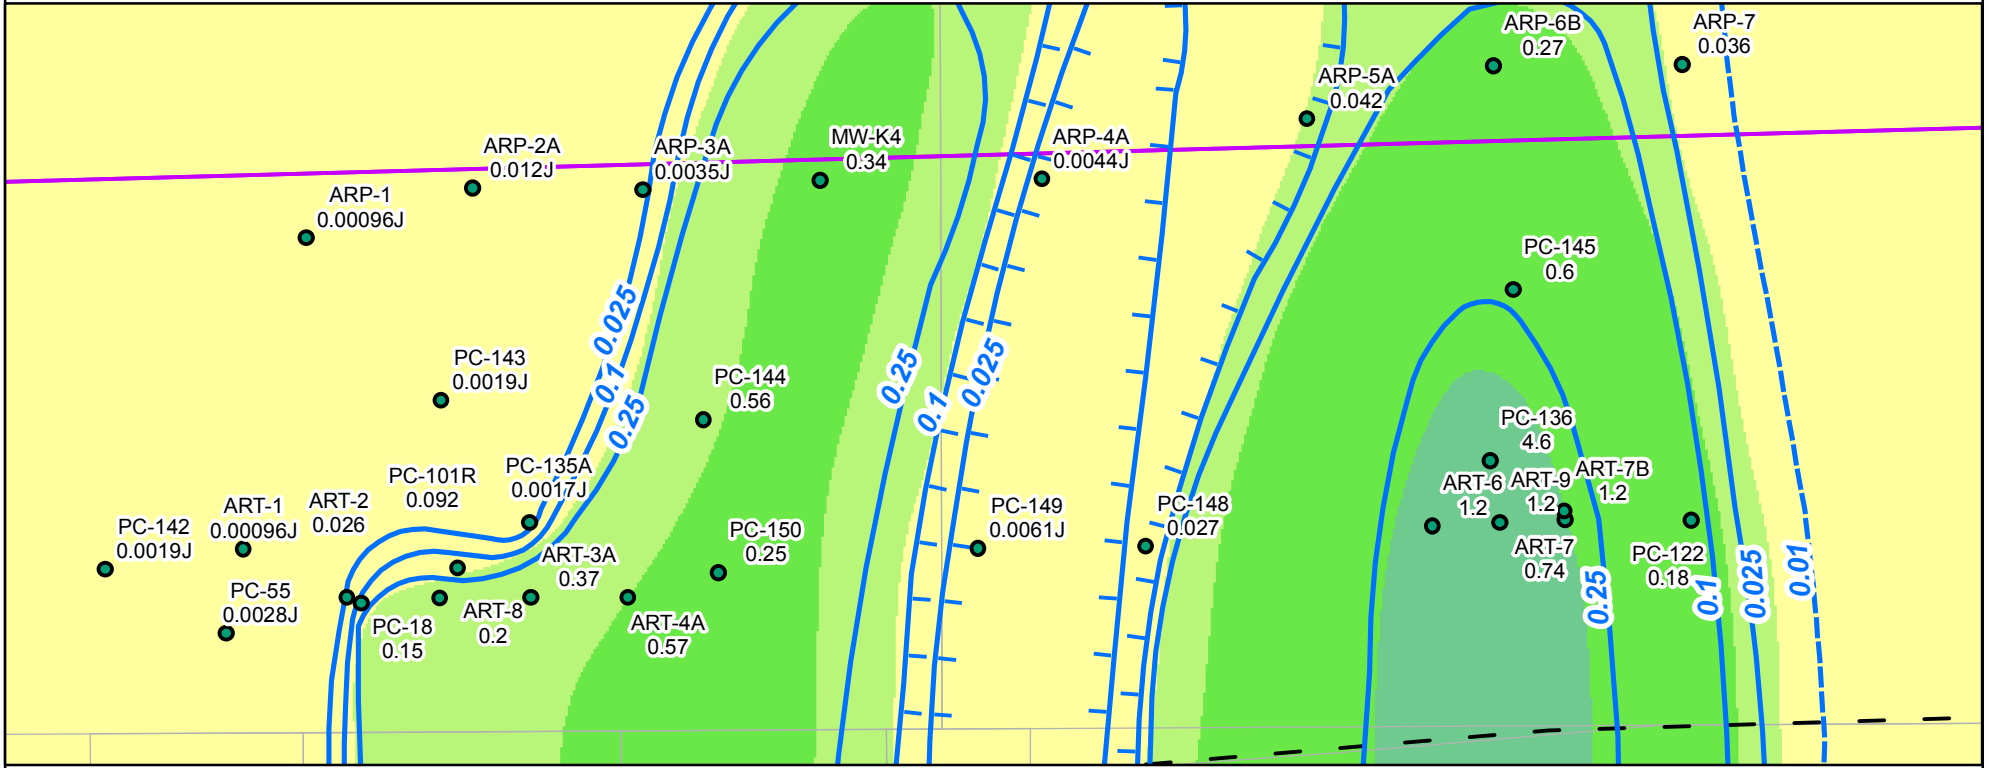 ARP-6B
0.27
ARP-7
0.036
ARP-5A
0.042
ARP-2A
0.012J
ARP-3A
0.0035J
MW-K4
0.34
ARP-4A
0.0044J
ARP-1
0.00096J
PC-145
0.6
0.025
0.1
0.25
0.25
0.1
0.025
PC-143
0.0019J
PC-144
0.56
PC-136
4.6
PC-101R
0.092
PC-135A
0.0017J
ART-6
1.2
ART-9
1.2
ART-7B
1.2
ART-1
0.00096J
ART-2
0.026
PC-142
0.0019J
PC-149
0.0061J
PC-148
0.027
PC-150
0.25
ART-3A
0.37
ART-7
0.74
PC-122
0.18
PC-55
0.0028J
PC-18
0.15
ART-8
0.2
ART-4A
0.57
0.25
0.1
0.025
0.01